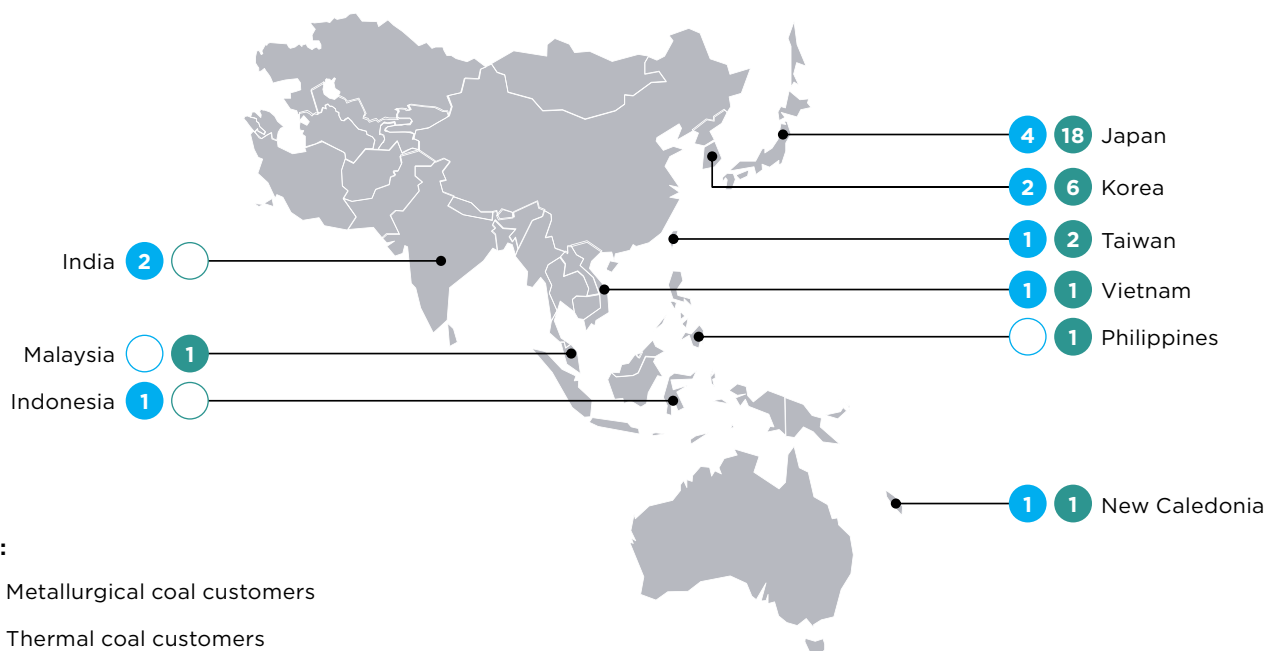 4 18 Japan
2 6 Korea
1 2 Taiwan
India 2
1 1 Vietnam
1 Philippines
Malaysia 1
Indonesia 1
1 1 New Caledonia
:
Metallurgical coal customers
Thermal coal customers